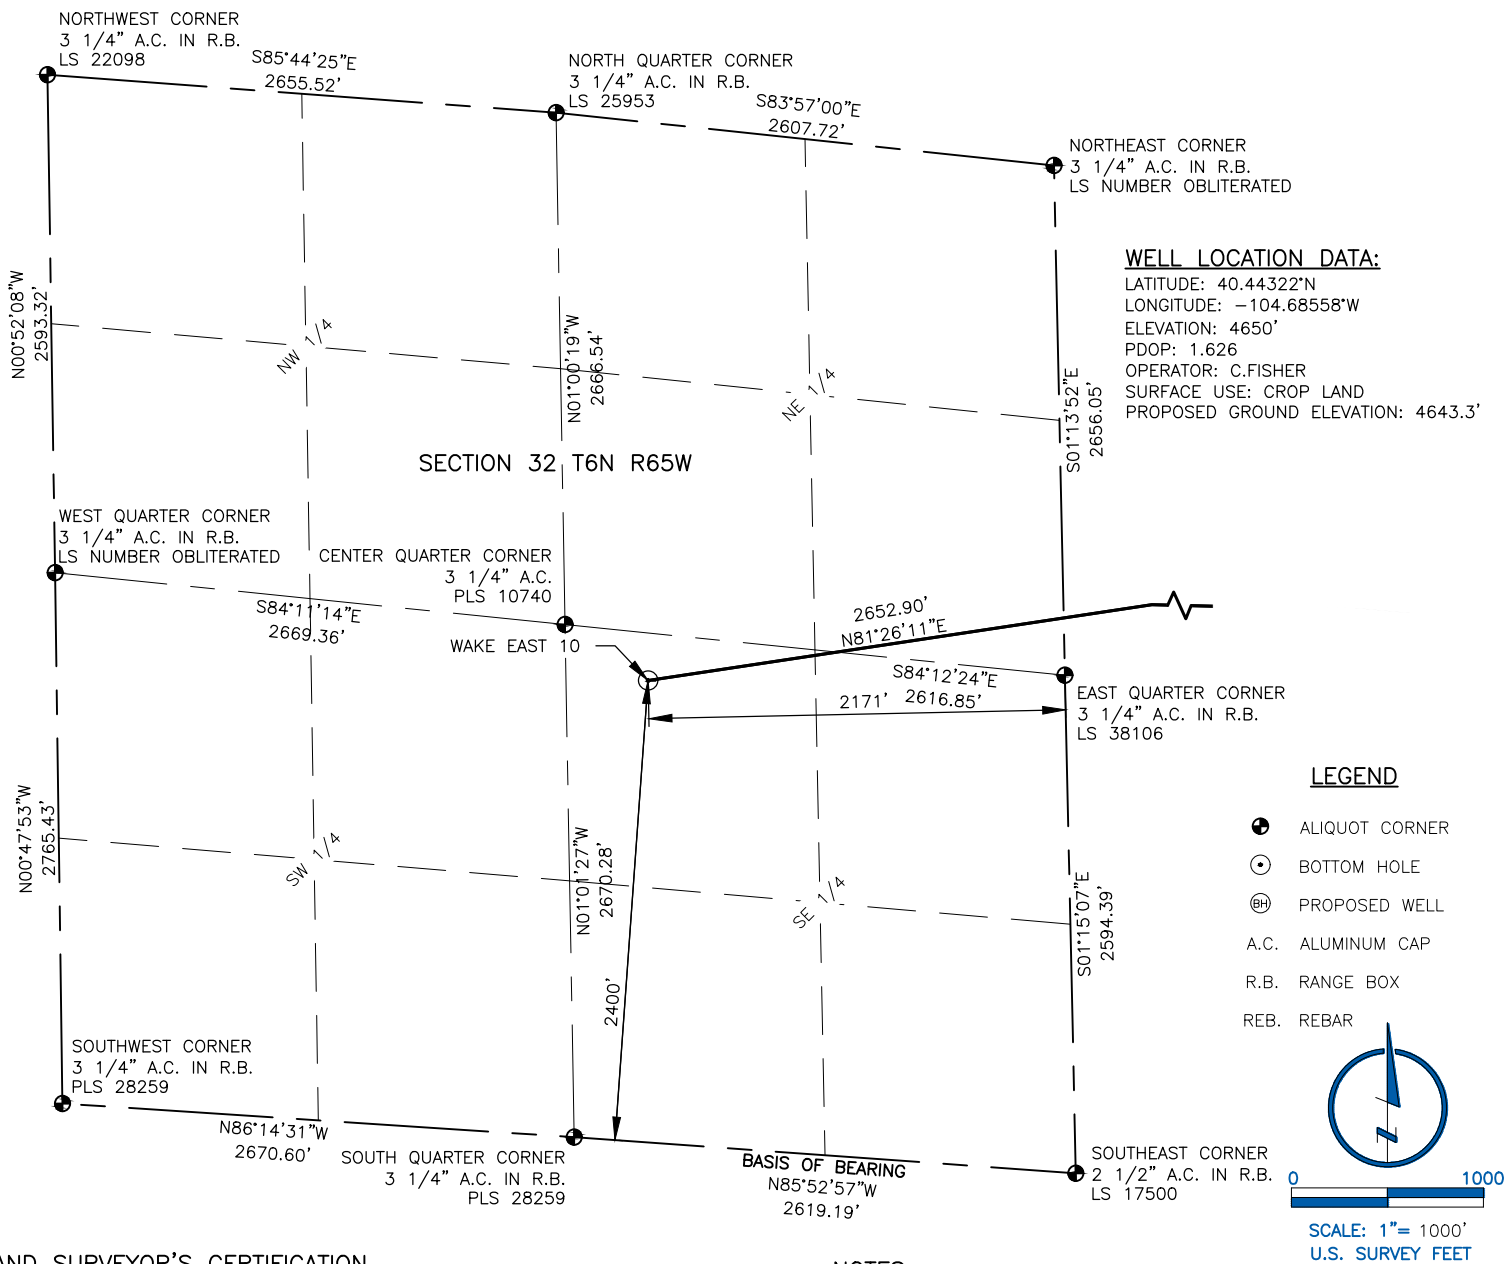 NORTHWEST CORNER
3 1/4" A.C. IN R.B.
LS 22098
S85°44'25"E
2655.52'
NORTH QUARTER CORNER
3 1/4" A.C. IN R.B.
LS 25953
S83°57'00"E
2607.72'
NORTHEAST CORNER
3 1/4" A.C. IN R.B.
LS NUMBER OBLITERATED
WELL LOCATION DATA:
LATITUDE: 40.44322°N
LONGITUDE: -104.68558°W
ELEVATION: 4650'
PDOP: 1.626
OPERATOR: C.FISHER
SURFACE USE: CROP LAND
PROPOSED GROUND ELEVATION: 4643.3'
N00°52'08"W
2593.32'
NW 1/4
N01°00'19"W
2666.54'
NE 1/4
S01°13'52"E
2656.05'
SECTION 32 T6N R65W
WEST QUARTER CORNER
3 1/4" A.C. IN R.B.
LS NUMBER OBLITERATED
CENTER QUARTER CORNER
3 1/4" A.C.
PLS 10740
S84°11'14"E
2669.36'
WAKE EAST 10
2652.90'
N81°26'11"E
S84°12'24"E
2616.85'
2171'
EAST QUARTER CORNER
3 1/4" A.C. IN R.B.
LS 38106
N00°47'53"W
2765.43'
SW 1/4
N01°01'27"W
2670.28'
SE 1/4
S01°15'07"E
2594.39'
2400'
LEGEND
ALIQUOT CORNER
BOTTOM HOLE
BH PROPOSED WELL
A.C. ALUMINUM CAP
R.B. RANGE BOX
REB. REBAR
SOUTHWEST CORNER
3 1/4" A.C. IN R.B.
PLS 28259
N86°14'31"W
2670.60'
SOUTH QUARTER CORNER
3 1/4" A.C. IN R.B.
PLS 28259
BASIS OF BEARING
N85°52'57"W
2619.19'
SOUTHEAST CORNER
2 1/2" A.C. IN R.B.
LS 17500
N
0 1000
SCALE: 1"= 1000'
U.S. SURVEY FEET
AND SURVEYOR'S CERTIFICATION
NOTES